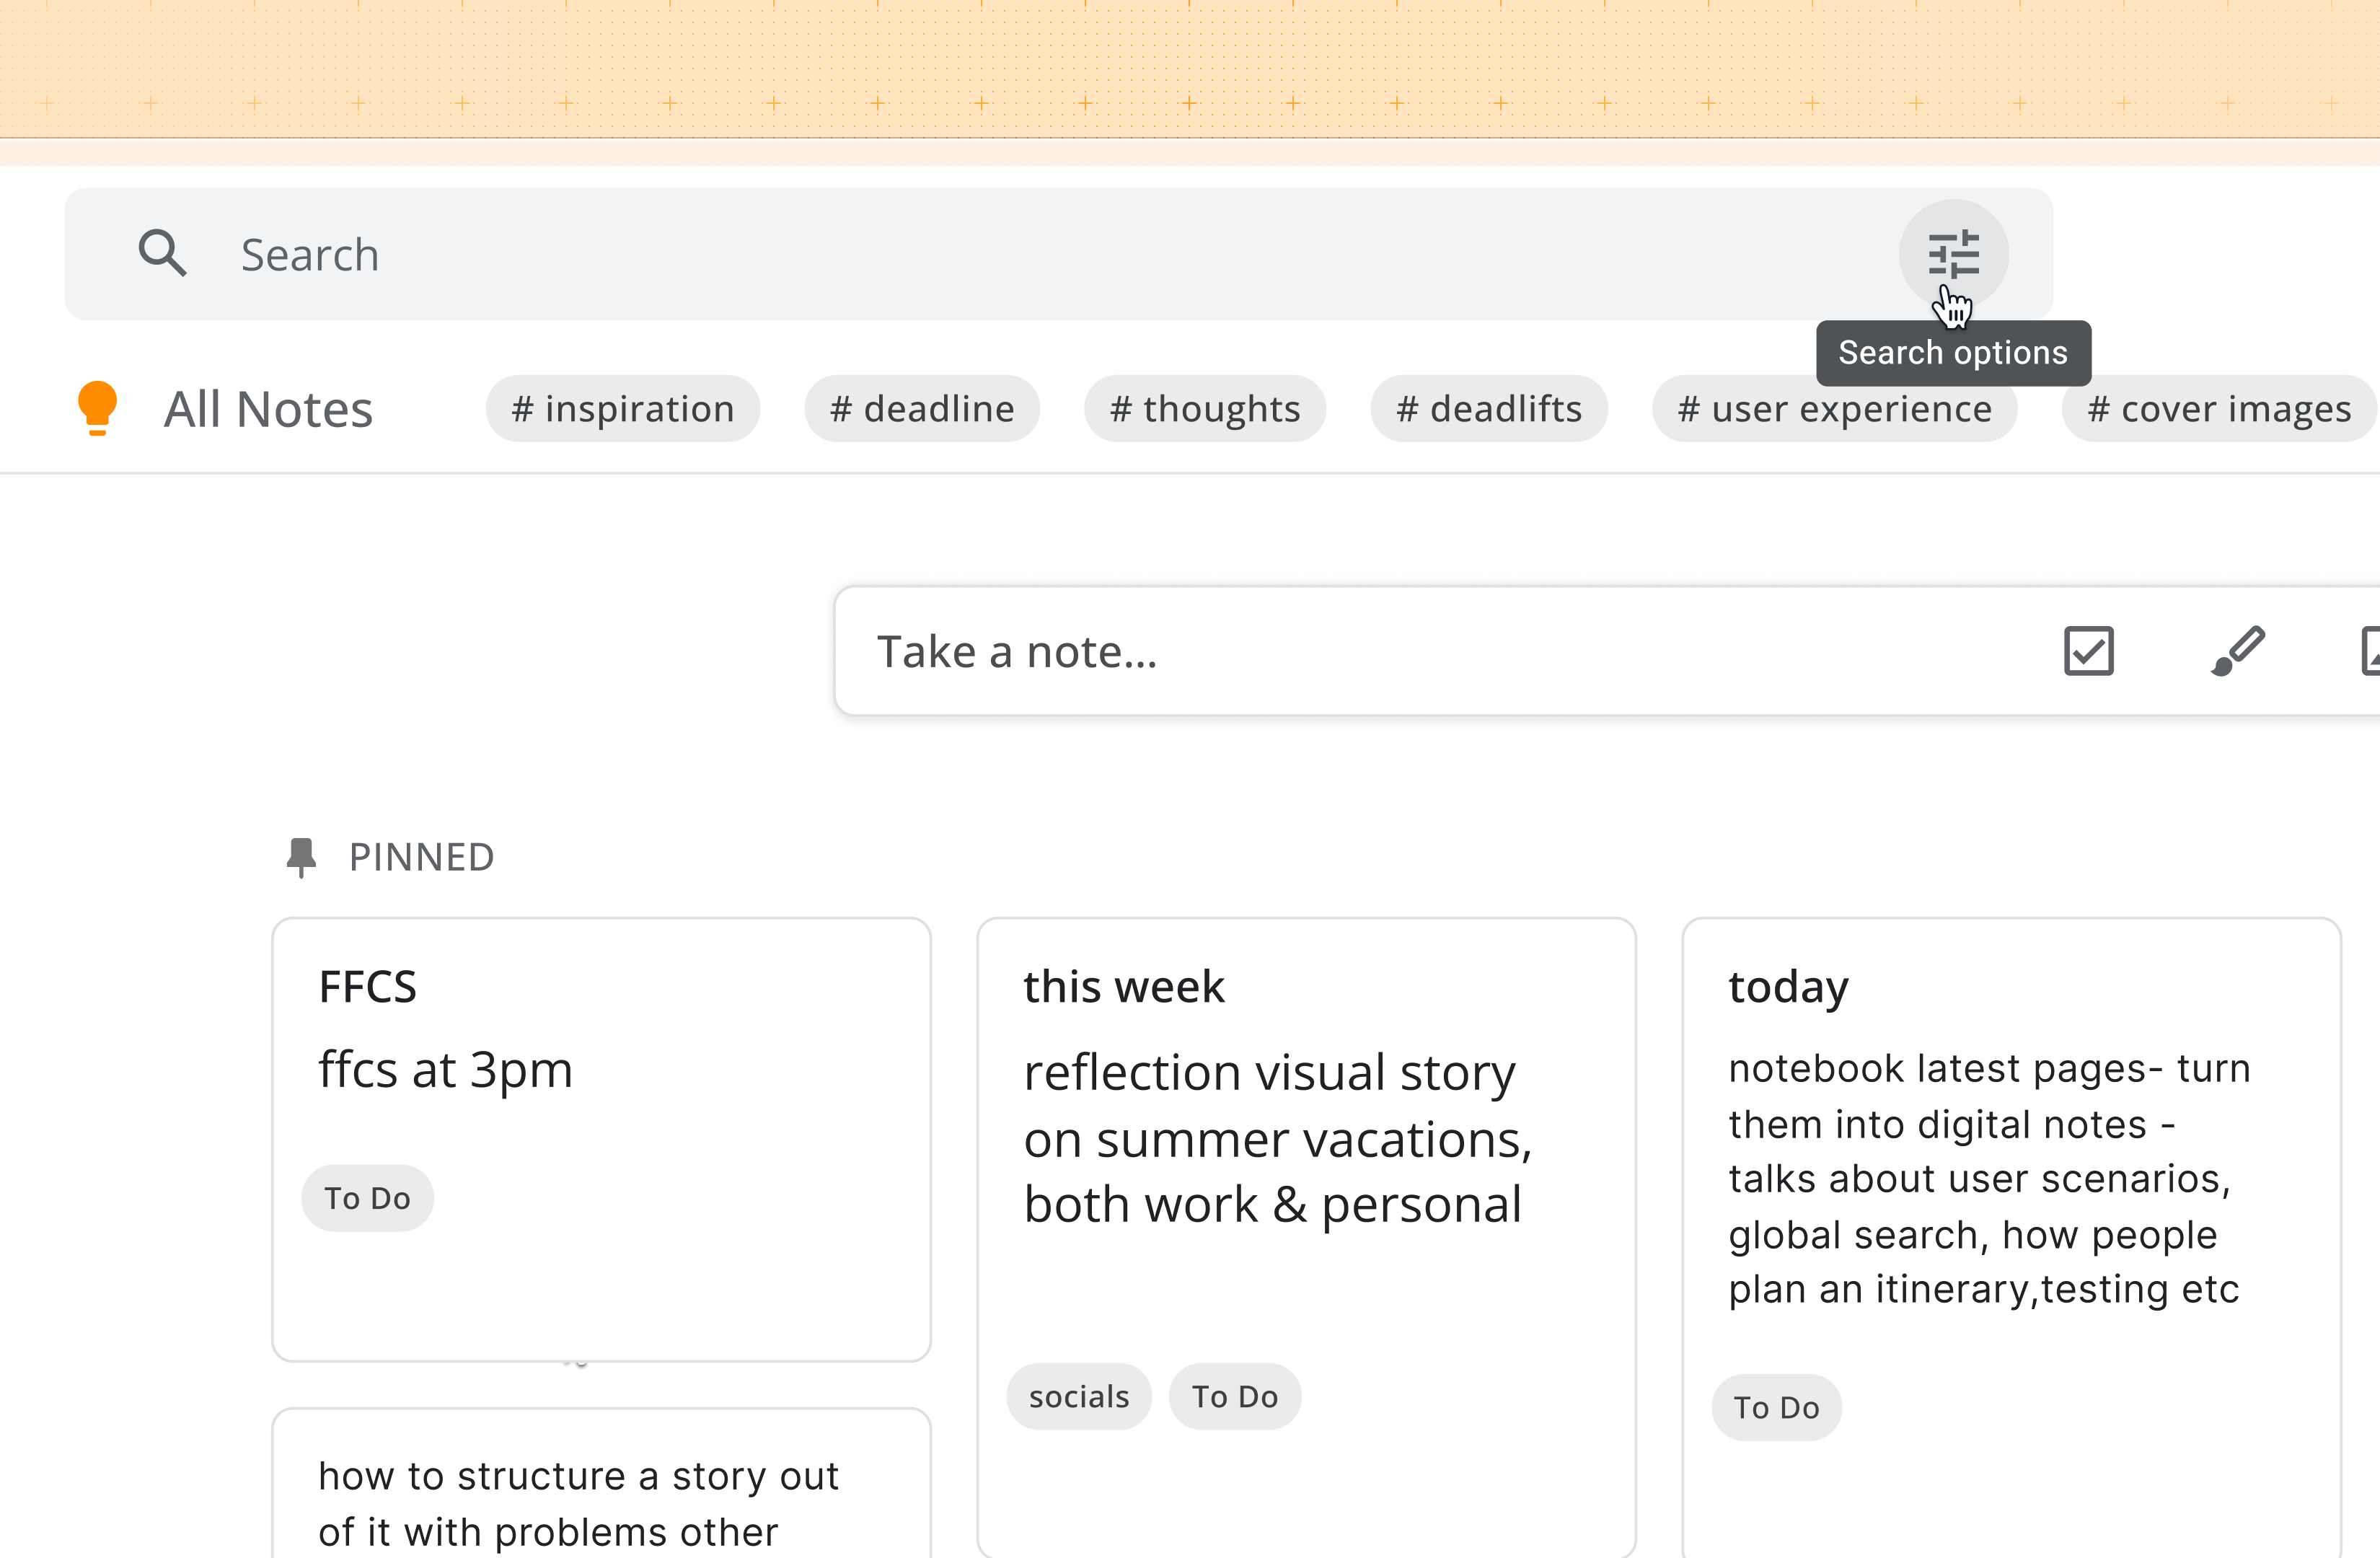 Search
Search options
All Notes
# inspiration
# deadline
# thoughts
# deadlifts
# user experience
# cover images
Take a note...
PINNED
FFCS
ffcs at 3pm
To Do
how to structure a story out
of it with problems other
this week
reflection visual story
on summer vacations,
both work & personal
socials
To Do
today
notebook latest pages- turn
them into digital notes -
talks about user scenarios,
global search, how people
plan an itinerary,testing etc
To Do